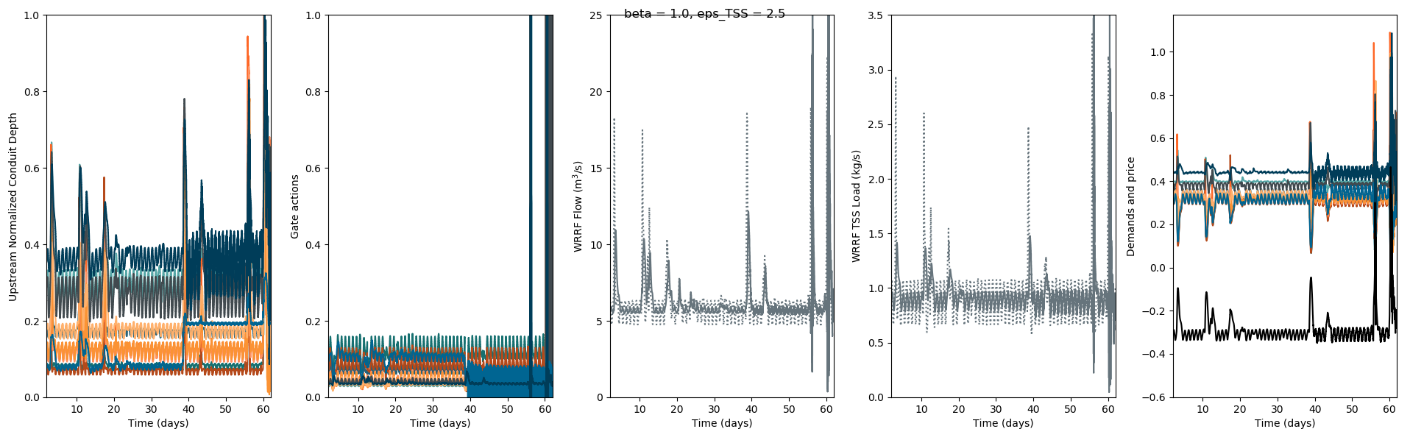 beta = 1.0, eps_TSS = 2.5
Upstream Normalized Conduit Depth
1.0
0.8
0.6
0.4
0.2
0.0
10 20 30 40 50 60
Time (days)
Gate actions
1.0
0.8
0.6
0.4
0.2
0.0
10 20 30 40 50 60
Time (days)
WRRF Flow (m³/s)
25
20
15
10
5
0
10 20 30 40 50 60
Time (days)
WRRF TSS Load (kg/s)
3.5
3.0
2.5
2.0
1.5
1.0
0.5
0.0
10 20 30 40 50 60
Time (days)
Demands and price
1.0
0.8
0.6
0.4
0.2
0.0
−0.2
−0.4
−0.6
10 20 30 40 50 60
Time (days)